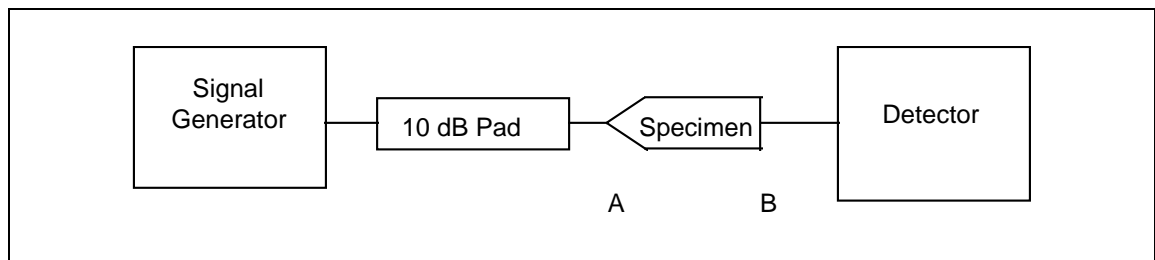 Signal
Generator
10 dB Pad
Specimen
Detector
A
B